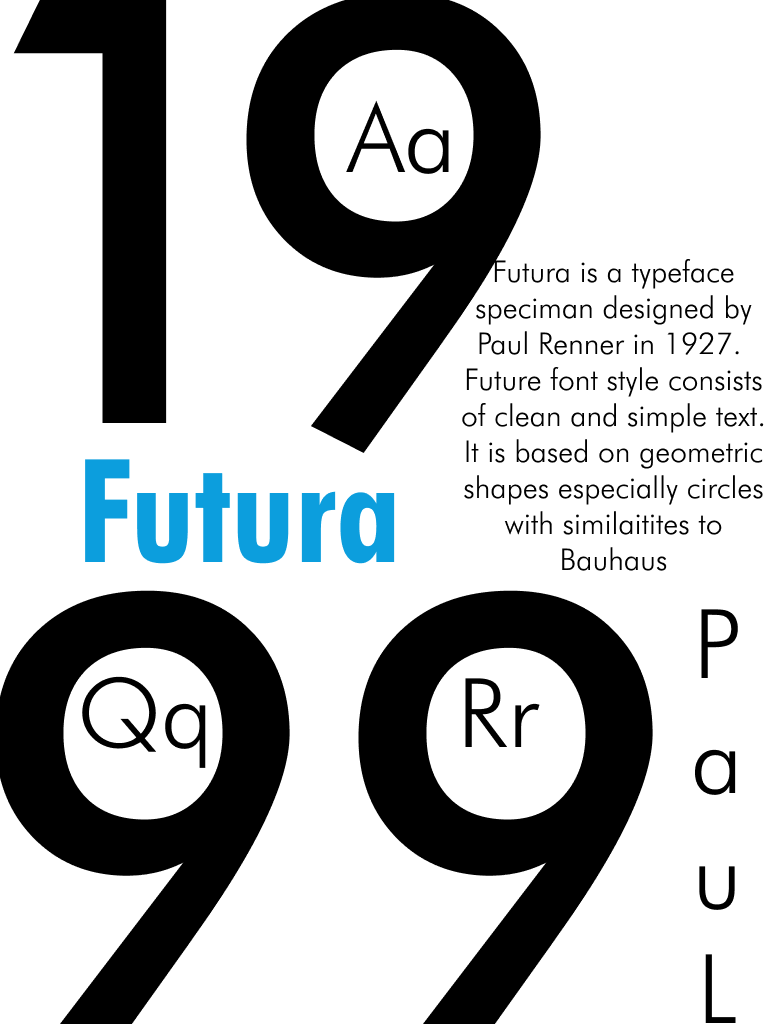 19
Aa
Futura is a typeface
speciman designed by
Paul Renner in 1927.
Future font style consists
of clean and simple text.
It is based on geometric
shapes especially circles
with similaitites to
Bauhaus
Futura
99
Qq
Rr
P
a
u
L